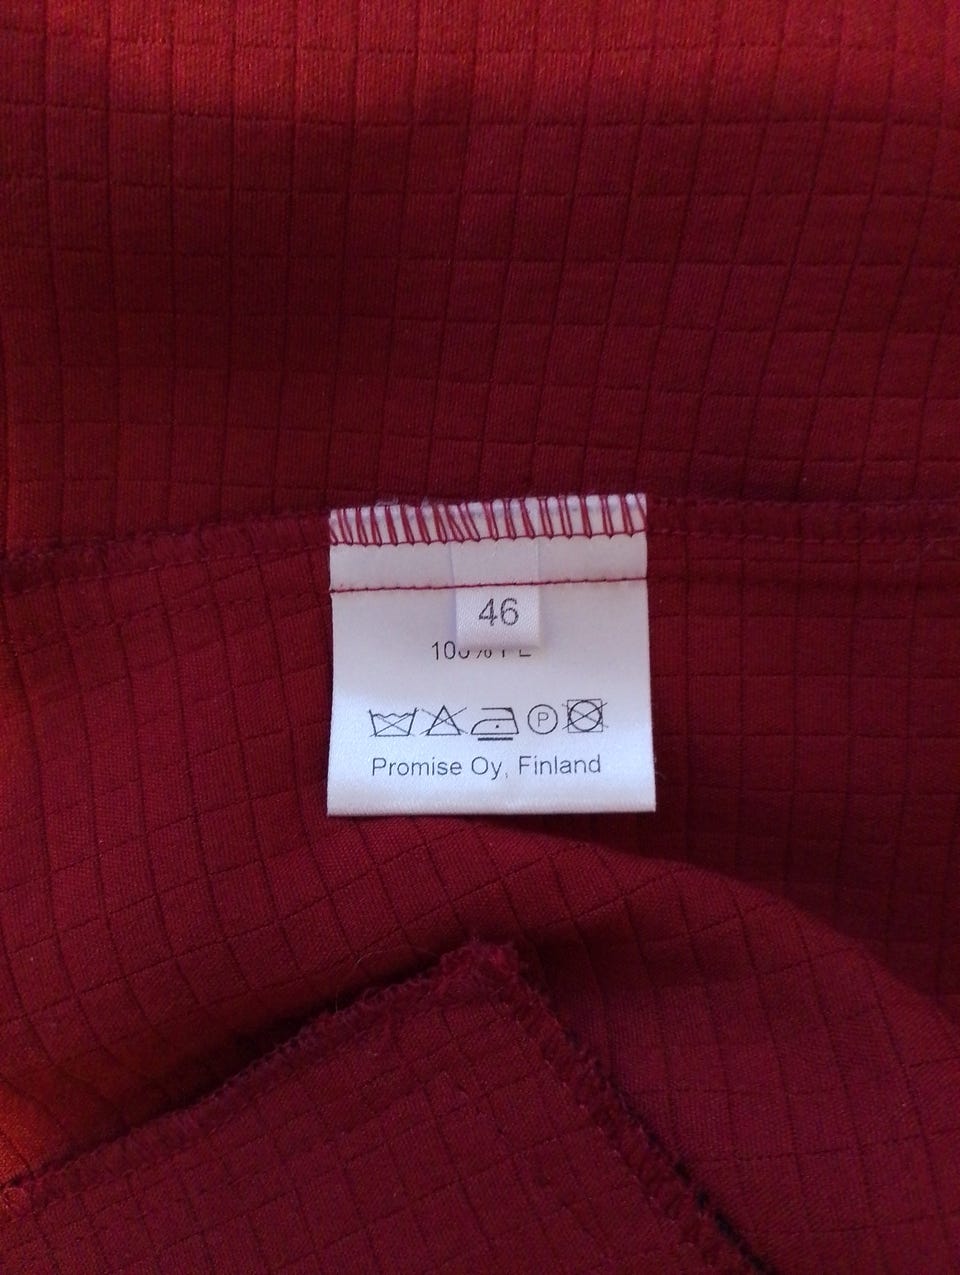 46
P
Promise Oy, Finland